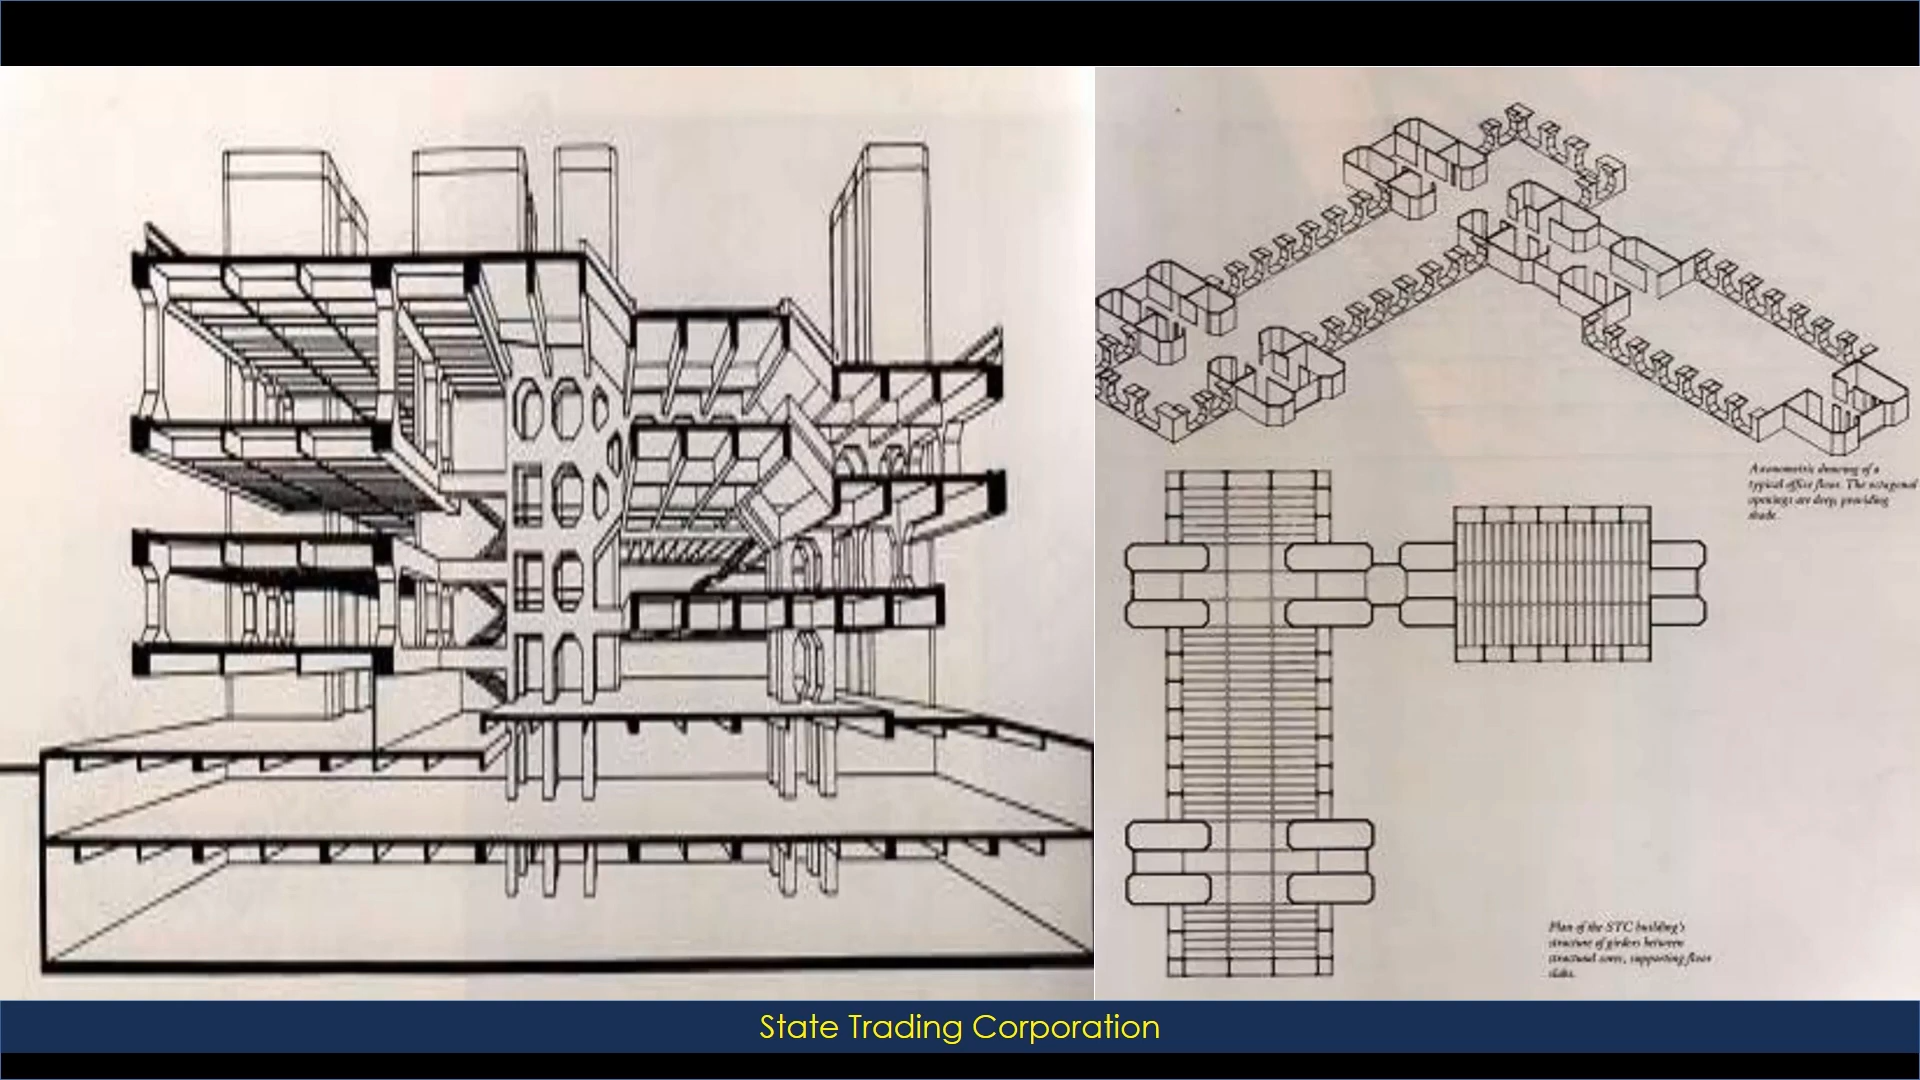 Axonometric drawing of a
typical office floor. The octagonal
openings are deep, providing
shade.
Plan of the STC building's
structure of girders between
structural cores, supporting floor
slabs.
State Trading Corporation